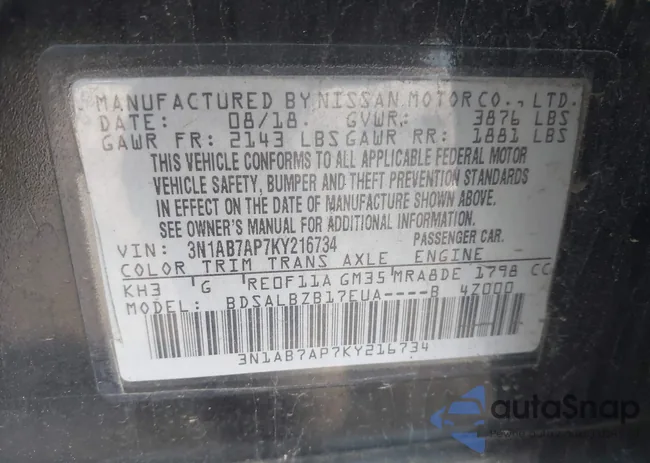 MANUFACTURED BY NISSAN MOTOR CO., LTD.
DATE: 08/18. GVWR: 3876 LBS
GAWR FR: 2143 LBS GAWR RR: 1881 LBS
THIS VEHICLE CONFORMS TO ALL APPLICABLE FEDERAL MOTOR
VEHICLE SAFETY, BUMPER AND THEFT PREVENTION STANDARDS
IN EFFECT ON THE DATE OF MANUFACTURE SHOWN ABOVE.
SEE OWNER'S MANUAL FOR ADDITIONAL INFORMATION.
VIN: 3N1AB7AP7KY216734 PASSENGER CAR.
COLOR TRIM TRANS AXLE ENGINE
KH3 G RE0F11A GM35 MRA8DE 1798 CC
MODEL: BDSALBZB17EUA----B 4Z000
3N1AB7AP7KY216734
autoSnap